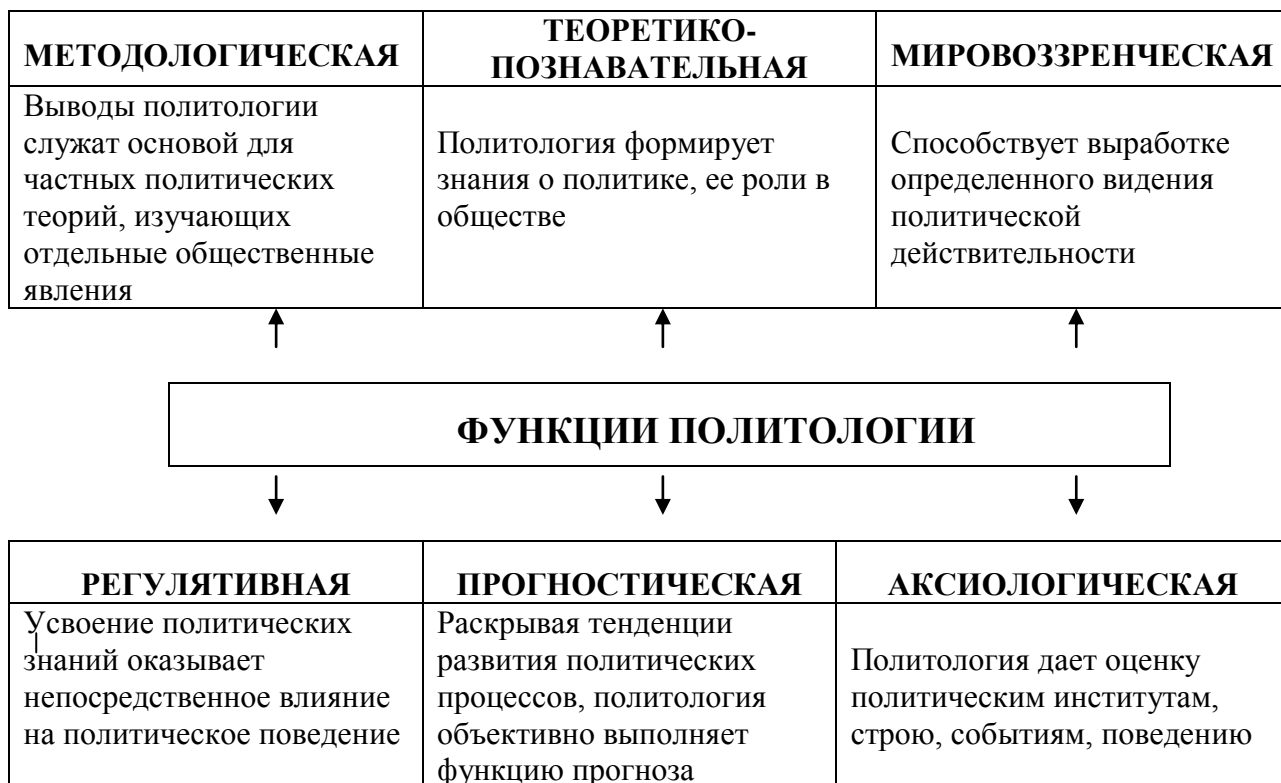 МЕТОДОЛОГИЧЕСКАЯ
ТЕОРЕТИКО-
ПОЗНАВАТЕЛЬНАЯ
МИРОВОЗЗРЕНЧЕСКАЯ
Выводы политологии
служат основой для
частных политических
теорий, изучающих
отдельные общественные
явления
Политология формирует
знания о политике, ее роли в
обществе
Способствует выработке
определенного видения
политической
действительности
ФУНКЦИИ ПОЛИТОЛОГИИ
РЕГУЛЯТИВНАЯ
ПРОГНОСТИЧЕСКАЯ
АКСИОЛОГИЧЕСКАЯ
Усвоение политических
знаний оказывает
непосредственное влияние
на политическое поведение
Раскрывая тенденции
развития политических
процессов, политология
объективно выполняет
функцию прогноза
Политология дает оценку
политическим институтам,
строю, событиям, поведению